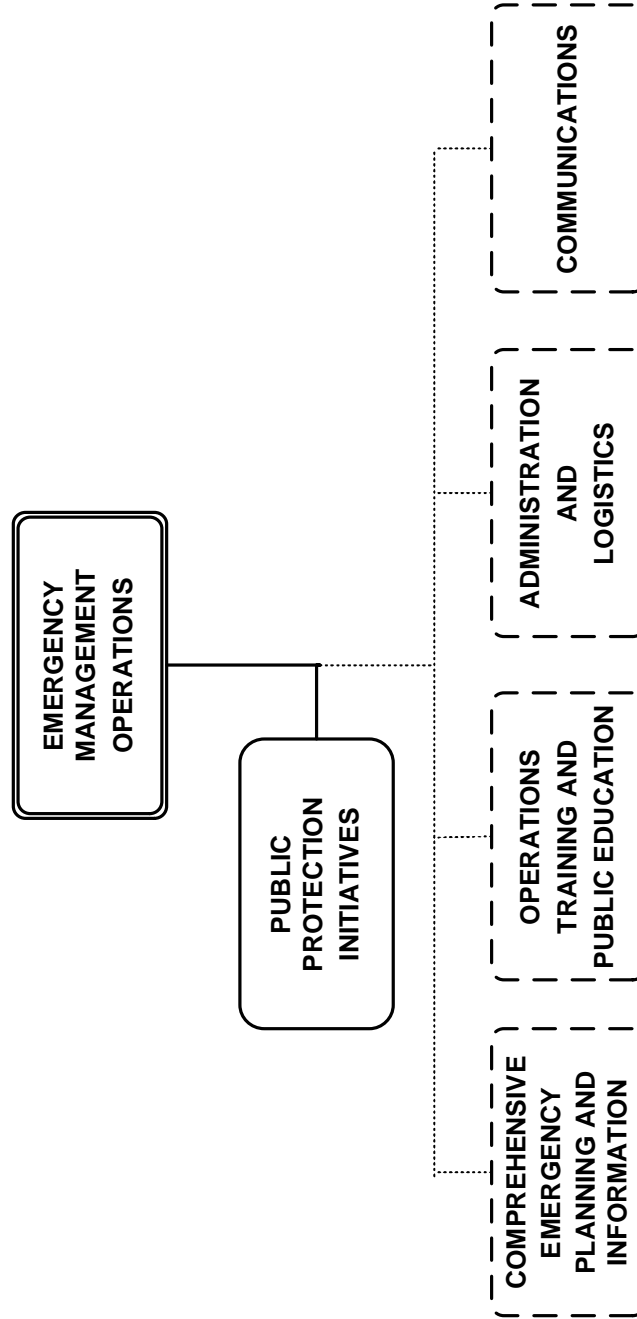 EMERGENCY
MANAGEMENT
OPERATIONS
PUBLIC
PROTECTION
INITIATIVES
COMPREHENSIVE
EMERGENCY
PLANNING AND
INFORMATION
OPERATIONS
TRAINING AND
PUBLIC EDUCATION
ADMINISTRATION
AND
LOGISTICS
COMMUNICATIONS